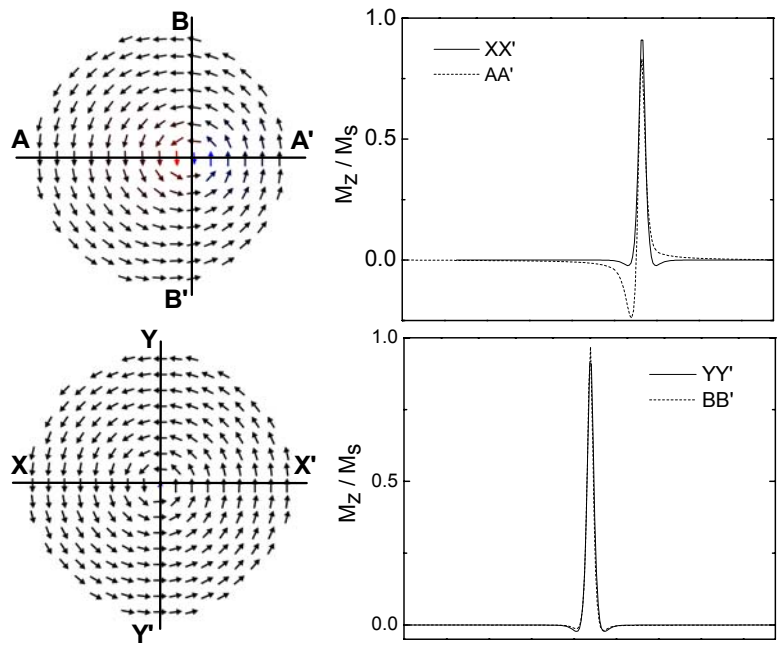 B
A
A'
B'
1.0
0.5
0.0
M_Z / M_S
XX'
AA'
Y
X
X'
Y'
1.0
0.5
0.0
M_Z / M_S
YY'
BB'